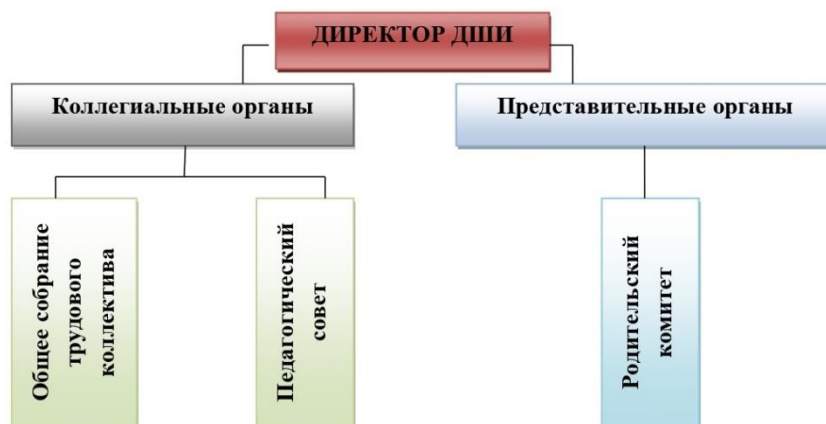 ДИРЕКТОР ДШИ
Коллегиальные органы
Представительные органы
Общее собрание
трудового
коллектива
Педагогический
совет
Родительский
комитет